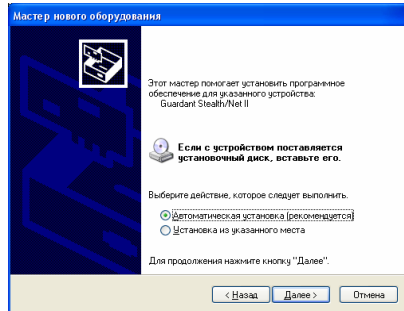 Мастер нового оборудования
Этот мастер помогает установить программное
обеспечение для указанного устройства:
Guardant Stealth/Net II
Если с устройством поставляется
установочный диск, вставьте его.
Выберите действие, которое следует выполнить.
Автоматическая установка (рекомендуется)
Установка из указанного места
Для продолжения нажмите кнопку "Далее".
< Назад
Далее >
Отмена